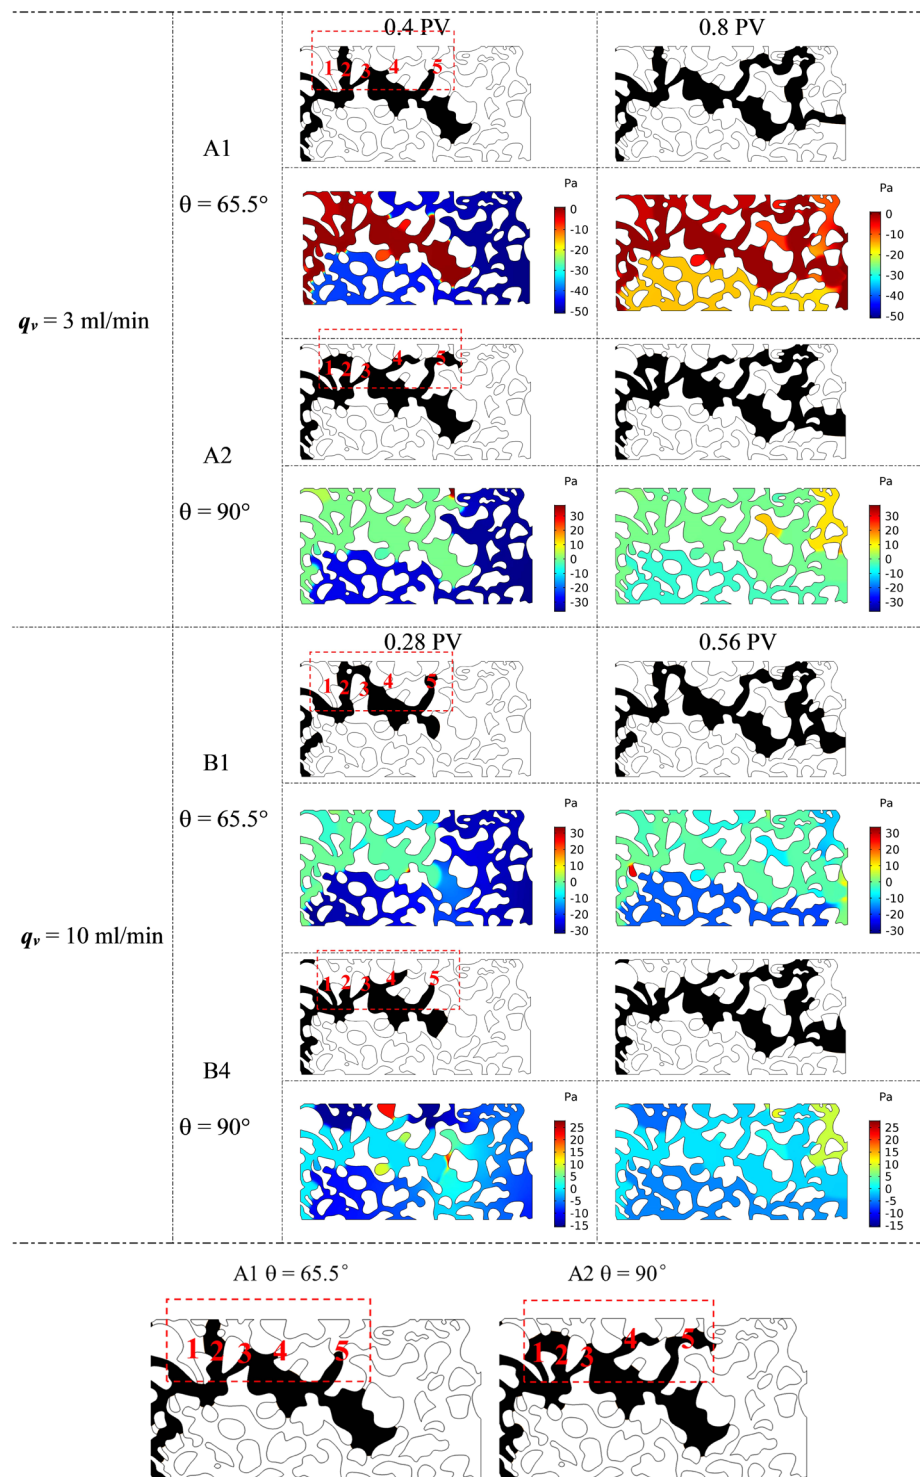 0.4 PV 0.8 PV
1 2 3 4 5
A1
θ = 65.5°
Pa
0
-10
-20
-30
-40
-50
Pa
0
-10
-20
-30
-40
-50
qv = 3 ml/min
1 2 3 4 5
A2
θ = 90°
Pa
30
20
10
0
-10
-20
-30
Pa
30
20
10
0
-10
-20
-30
0.28 PV 0.56 PV
1 2 3 4 5
B1
θ = 65.5°
Pa
30
20
10
0
-10
-20
-30
Pa
30
20
10
0
-10
-20
-30
qv = 10 ml/min
1 2 3 4 5
B4
θ = 90°
Pa
25
20
15
10
5
0
-5
-10
-15
Pa
25
20
15
10
5
0
-5
-10
-15
A1 θ = 65.5° A2 θ = 90°
1 2 3 4 5
1 2 3 4 5